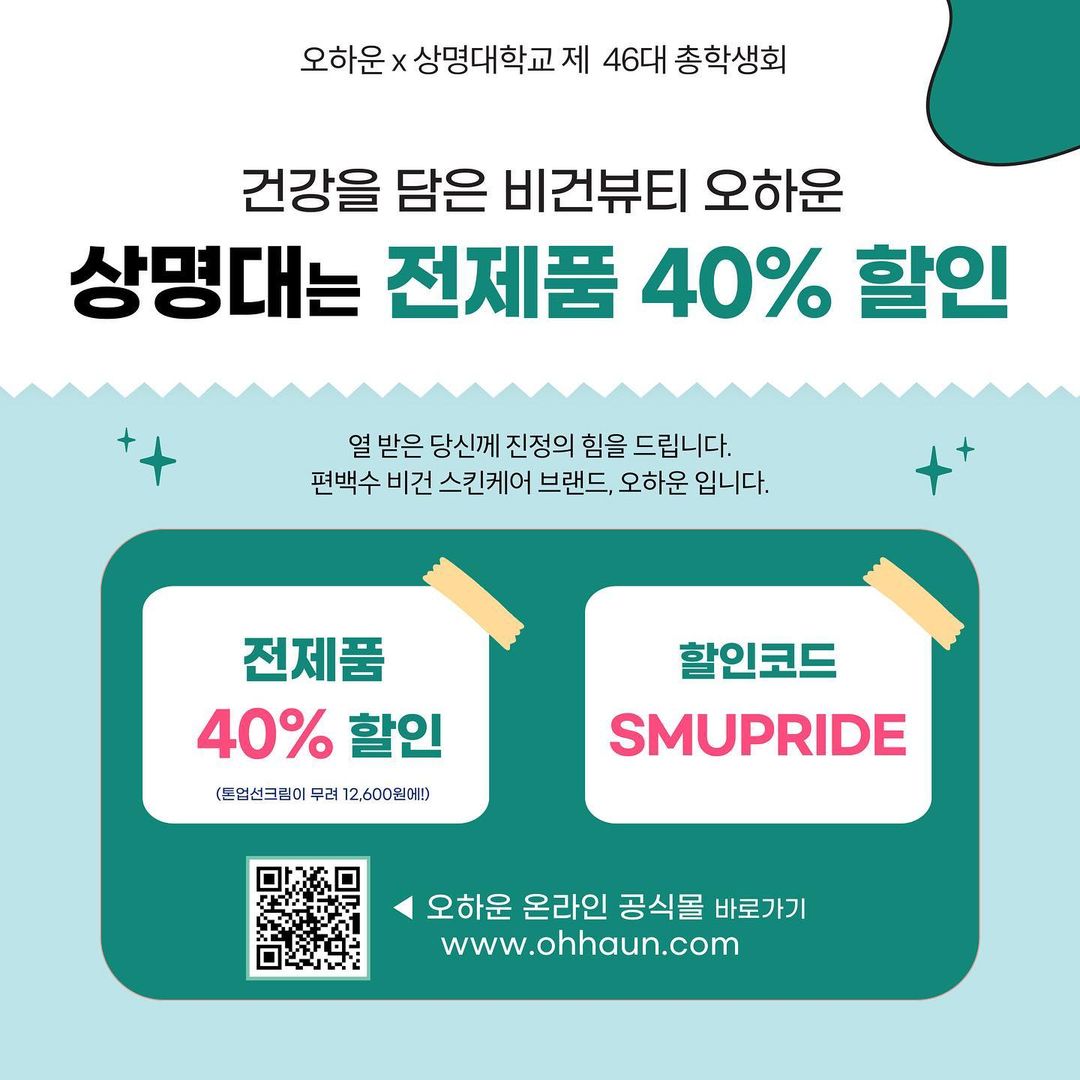 오하운 x 상명대학교 제 46대 총학생회
건강을 담은 비건뷰티 오하운
상명대는 전제품 40% 할인
열 받은 당신께 진정의 힘을 드립니다.
편백수 비건 스킨케어 브랜드, 오하운 입니다.
전제품
40% 할인
(톤업선크림이 무려 12,600원에!)
할인코드
SMUPRIDE
◀ 오하운 온라인 공식몰 바로가기
www.ohhaun.com